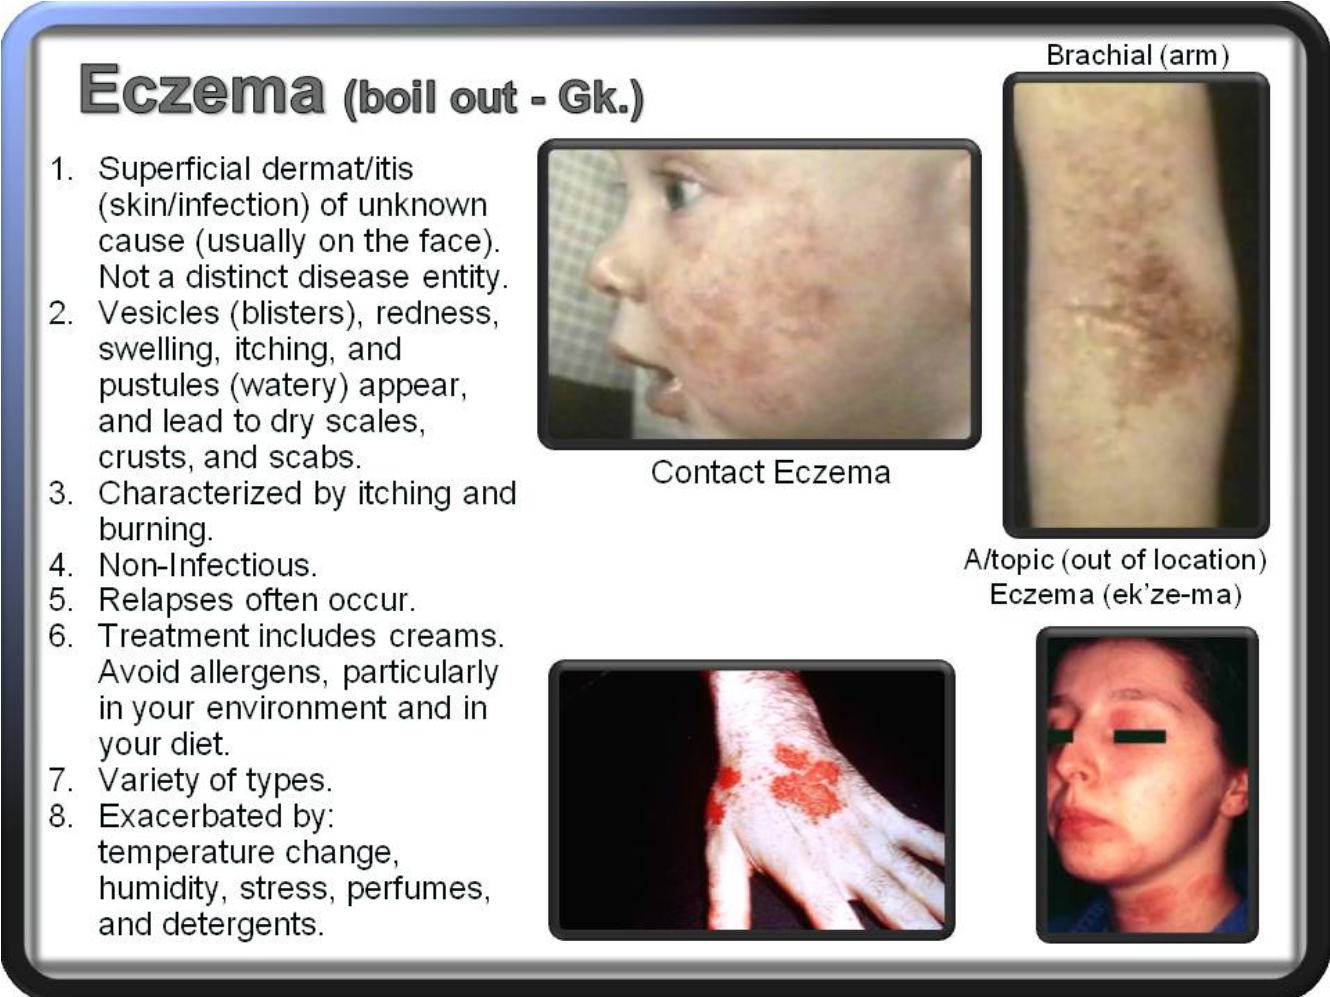 Eczema (boil out - Gk.)
1. Superficial dermat/itis
(skin/infection) of unknown
cause (usually on the face).
Not a distinct disease entity.
2. Vesicles (blisters), redness,
swelling, itching, and
pustules (watery) appear,
and lead to dry scales,
crusts, and scabs.
3. Characterized by itching and
burning.
4. Non-Infectious.
5. Relapses often occur.
6. Treatment includes creams.
Avoid allergens, particularly
in your environment and in
your diet.
7. Variety of types.
8. Exacerbated by:
temperature change,
humidity, stress, perfumes,
and detergents.
Contact Eczema
Brachial (arm)
A/topic (out of location)
Eczema (ek'ze-ma)